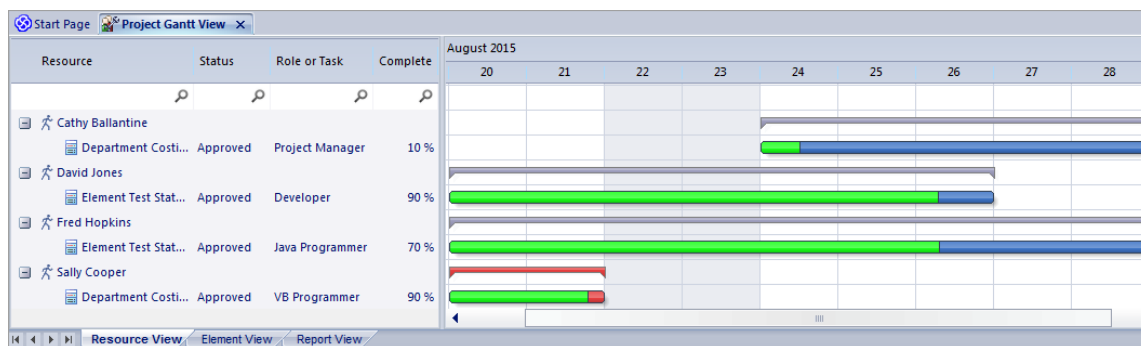 Start Page Project Gantt View X
August 2015
Resource Status Role or Task Complete
20 21 22 23 24 25 26 27 28
Cathy Ballantine
Department Costi... Approved Project Manager 10 %
David Jones
Element Test Stat... Approved Developer 90 %
Fred Hopkins
Element Test Stat... Approved Java Programmer 70 %
Sally Cooper
Department Costi... Approved VB Programmer 90 %
Resource View Element View Report View